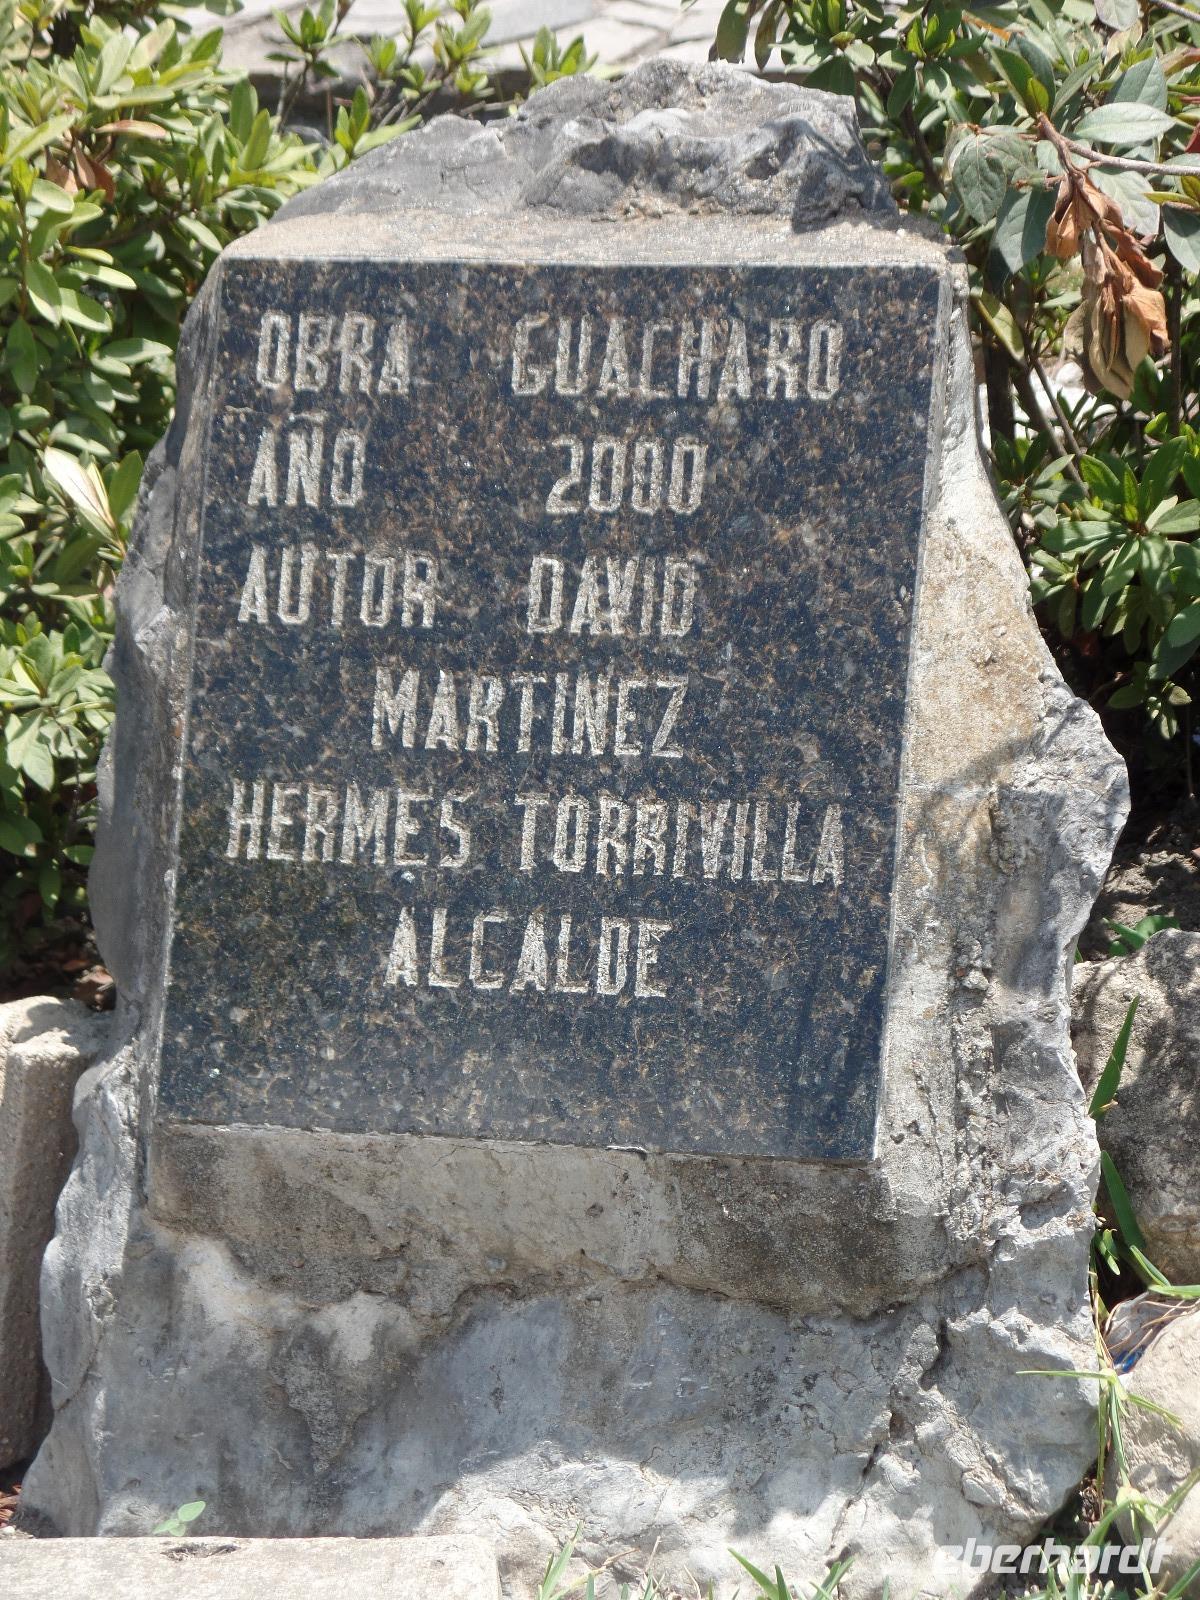 OBRA GUACHARO
AÑO 2000
AUTOR DAVID
MARTINEZ
HERMES TORRIVILLA
ALCALDE
eberhardt